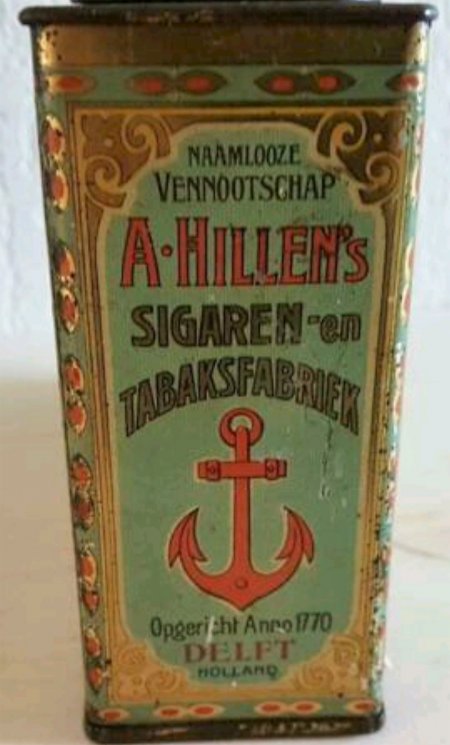 NAAMLOOZE
VENNOOTSCHAP
A·HILLEN's
SIGAREN-en
TABAKSFABRIEK
Opgericht Anno 1770
DELFT
HOLLAND